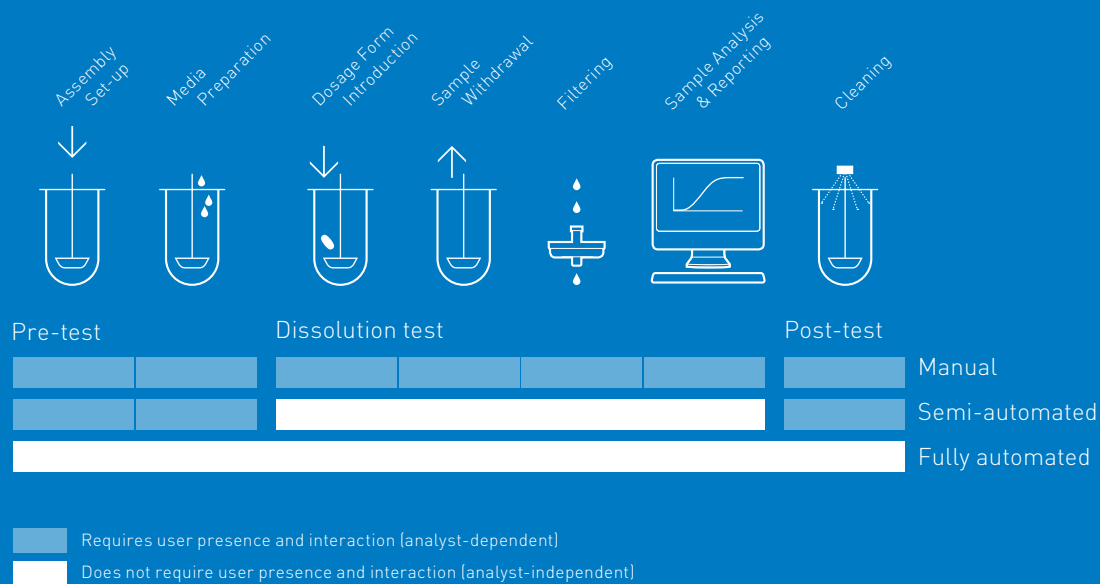 Assembly
Set-up
Media
Preparation
Dosage Form
Introduction
Sample
Withdrawal
Filtering
Sample Analysis
& Reporting
Cleaning
Pre-test
Dissolution test
Post-test
Manual
Semi-automated
Fully automated
Requires user presence and interaction (analyst-dependent)
Does not require user presence and interaction (analyst-independent)